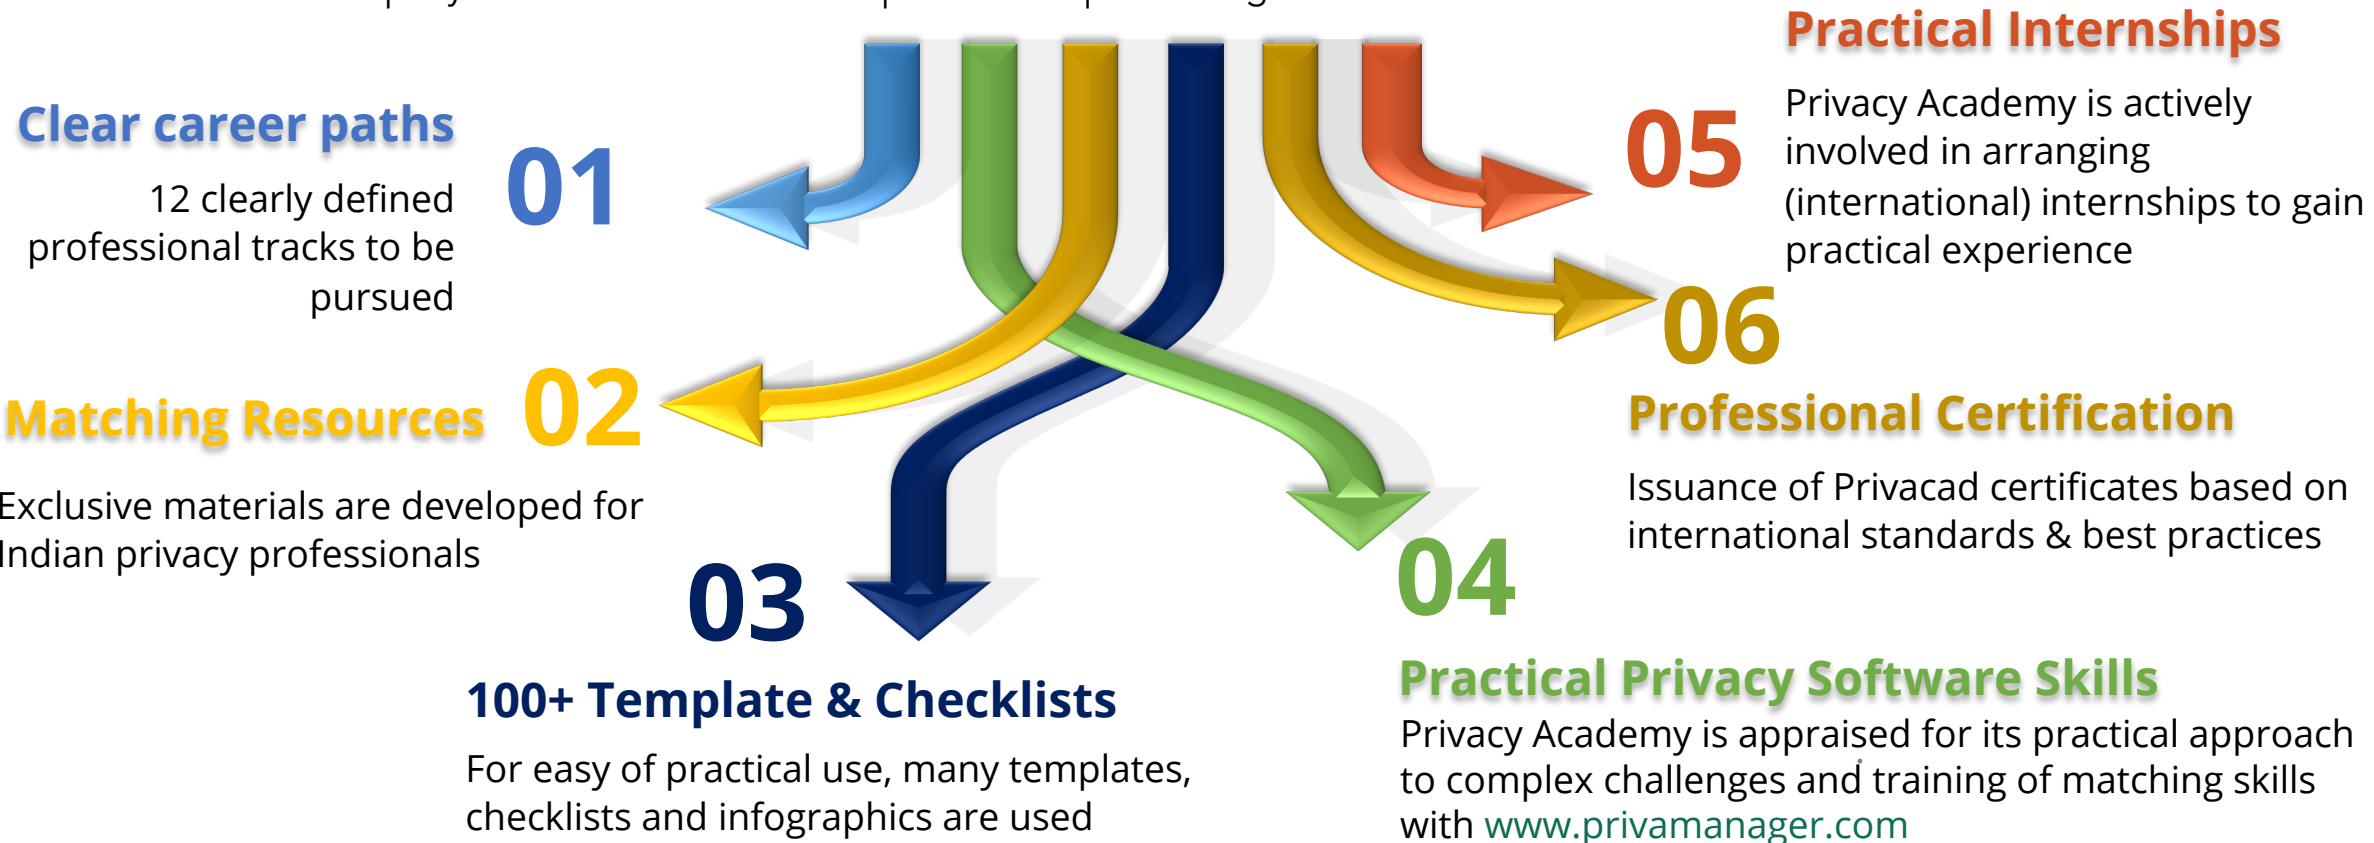 Clear career paths
01
12 clearly defined
professional tracks to be
pursued
Matching Resources
02
Exclusive materials are developed for
Indian privacy professionals
03
100+ Template & Checklists
For easy of practical use, many templates,
checklists and infographics are used
04
Practical Privacy Software Skills
Privacy Academy is appraised for its practical approach
to complex challenges and training of matching skills
with www.privamanager.com
Practical Internships
05
Privacy Academy is actively
involved in arranging
(international) internships to gain
practical experience
06
Professional Certification
Issuance of Privacad certificates based on
international standards & best practices